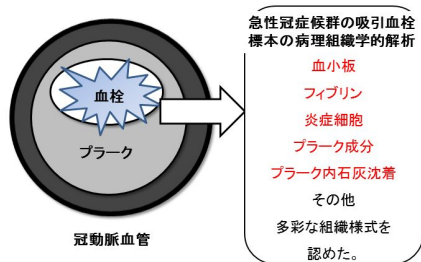 血栓
プラーク
冠動脈血管
急性冠症候群の吸引血栓
標本の病理組織学的解析
血小板
フィブリン
炎症細胞
プラーク成分
プラーク内石灰沈着
その他
多彩な組織様式を
認めた。